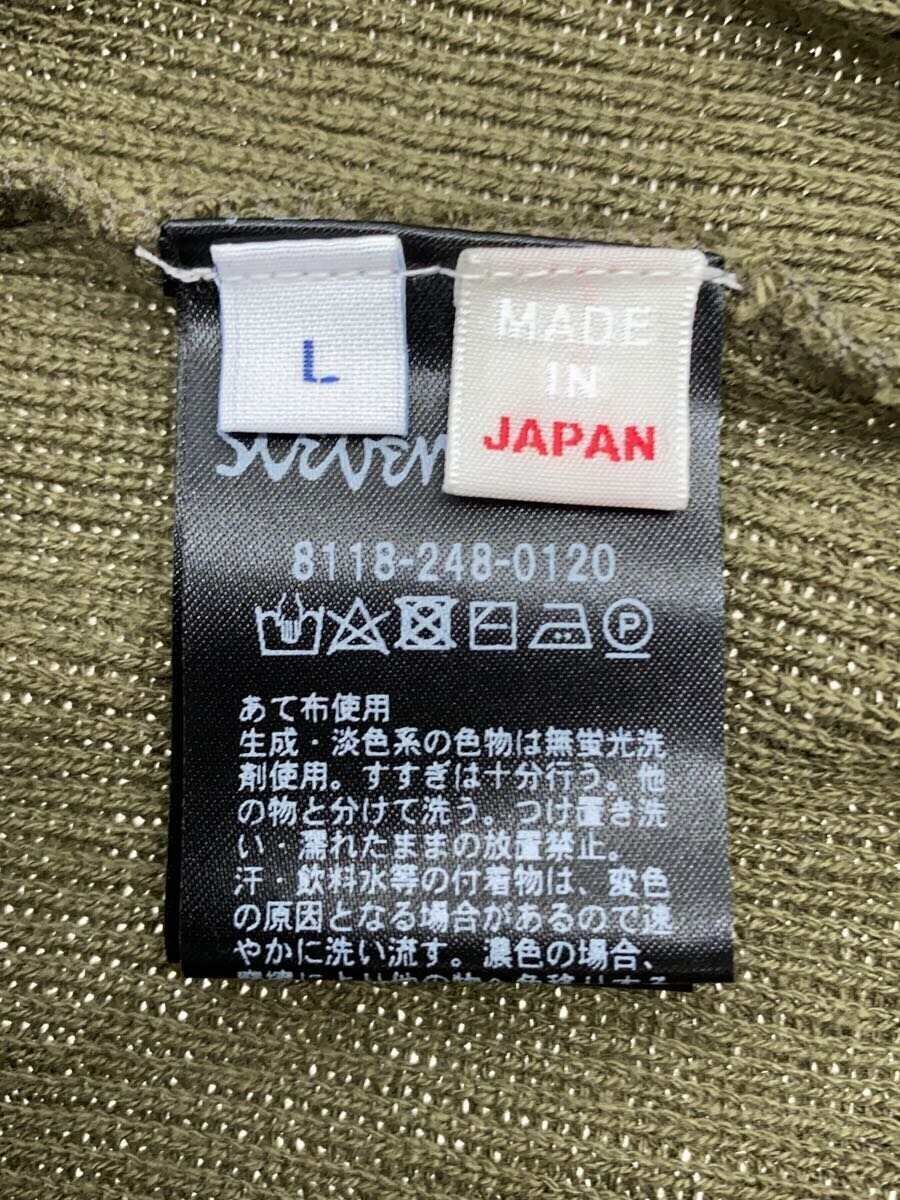 L
MADE
IN
JAPAN
8118-248-0120
P
あて布使用
生成・淡色系の色物は無蛍光洗
剤使用。すすぎは十分行う。他
の物と分けて洗う。つけ置き洗
い・濡れたままの放置禁止。
汗・飲料水等の付着物は、変色
の原因となる場合があるので速
やかに洗い流す。濃色の場合、